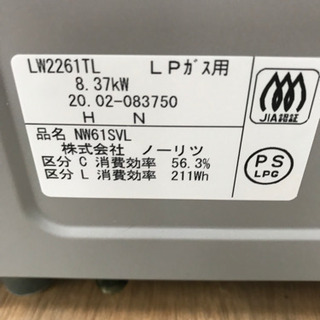 LW2261TL LPガス用
8.37kW
20.02-083750
H N
JIA認証
品名 NW61SVL
株式会社 ノーリツ
区分 C 消費効率 56.3%
区分 L 消費効率 211Wh
PS
LPG